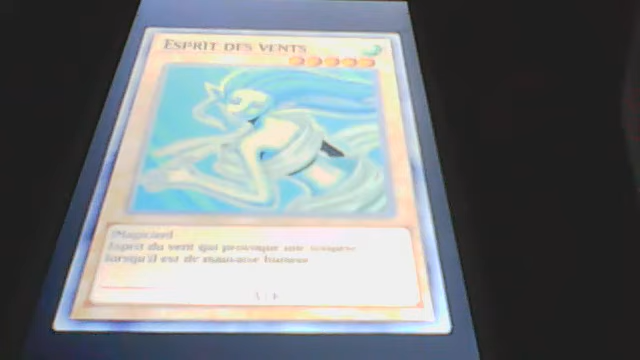 ESPRIT DES VENTS
[Magicien]
Esprit du vent qui provoque une tempête
lorsqu'il est de mauvaise humeur